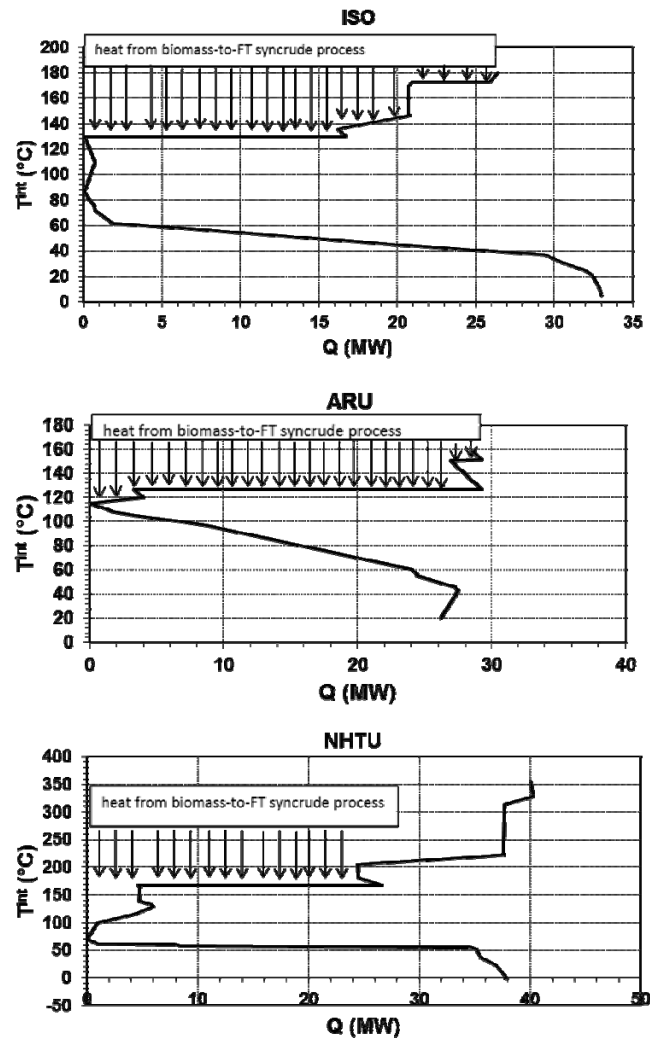 ISO
heat from biomass-to-FT syncrude process
200
180
160
140
120
100
80
60
40
20
0
T^int (°C)
0 5 10 15 20 25 30 35
Q (MW)
ARU
heat from biomass-to-FT syncrude process
180
160
140
120
100
80
60
40
20
0
T^int (°C)
0 10 20 30 40
Q (MW)
NHTU
heat from biomass-to-FT syncrude process
400
350
300
250
200
150
100
50
0
-50
T^int (°C)
0 10 20 30 40 50
Q (MW)